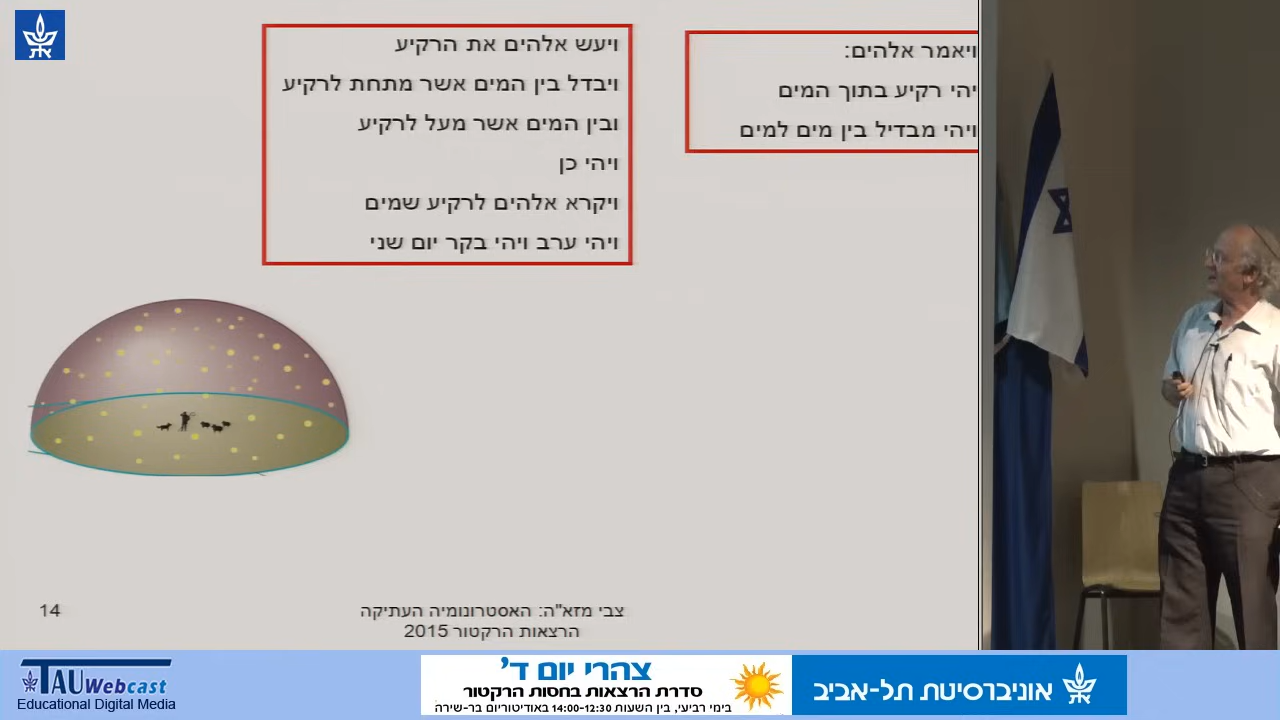 ויאמר אלהים:
יהי רקיע בתוך המים
ויהי מבדיל בין מים למים
ויעש אלהים את הרקיע
ויבדל בין המים אשר מתחת לרקיע
ובין המים אשר מעל לרקיע
ויהי כן
ויקרא אלהים לרקיע שמים
ויהי ערב ויהי בקר יום שני
צבי מזא"ה: האסטרונומיה העתיקה
הרצאות הרקטור 2015
14
אוניברסיטת תל-אביב
צהרי יום ד'
סדרת הרצאות בחסות הרקטור
בימי רביעי, בין השעות 14:00-12:30 באודיטוריום בר-שירה
TAU Webcast
Educational Digital Media